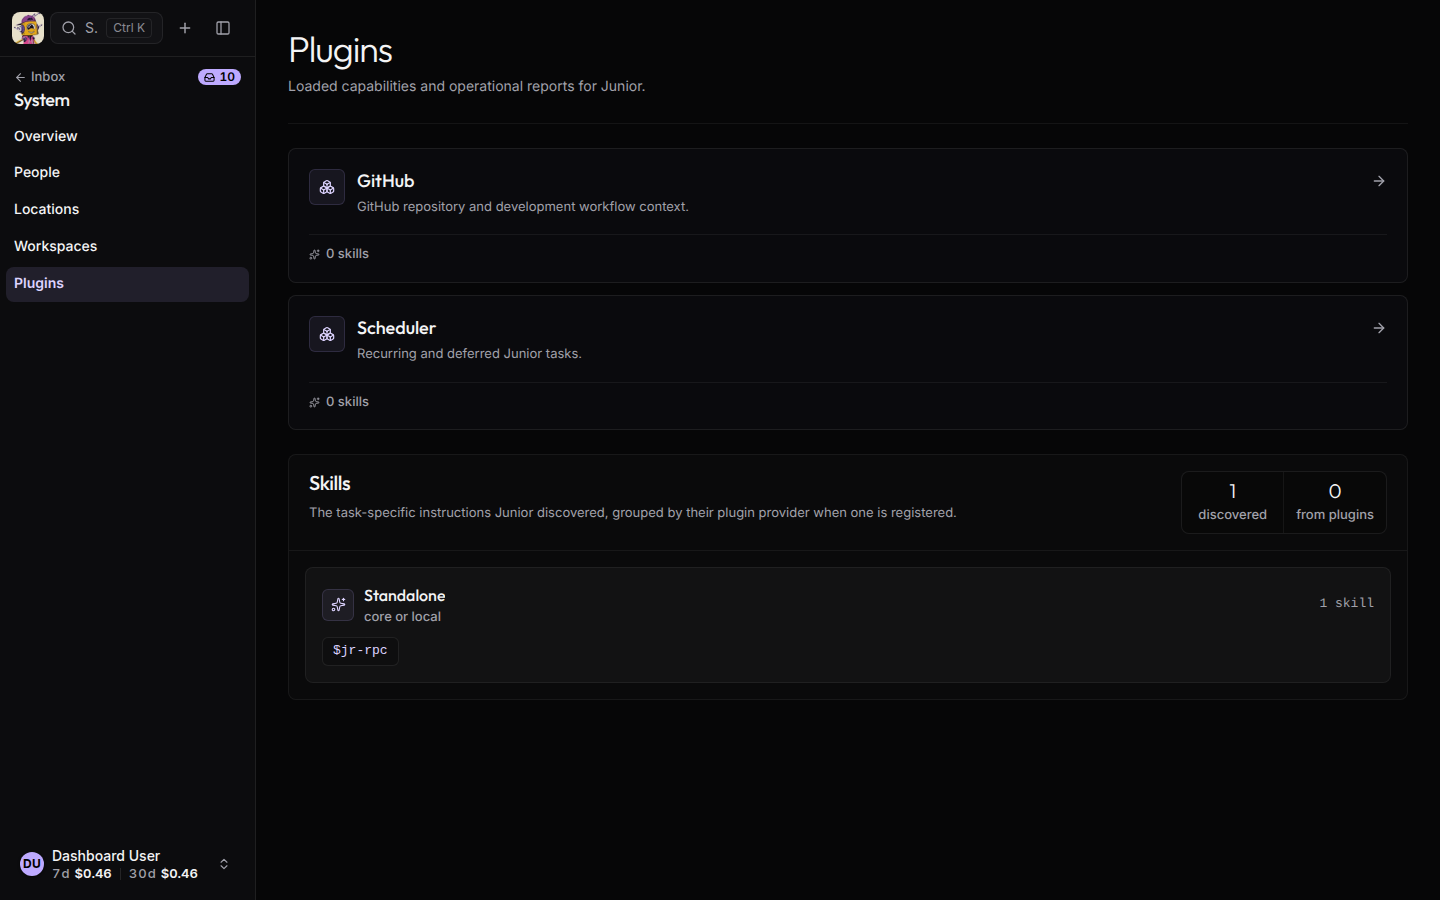 S.
Ctrl K
Inbox
10
System
Overview
People
Locations
Workspaces
Plugins
Dashboard User
DU
7d $0.46 30d $0.46
Plugins
Loaded capabilities and operational reports for Junior.
GitHub
GitHub repository and development workflow context.
0 skills
Scheduler
Recurring and deferred Junior tasks.
0 skills
Skills
The task-specific instructions Junior discovered, grouped by their plugin provider when one is registered.
1
discovered
0
from plugins
Standalone
core or local
1 skill
$jr-rpc